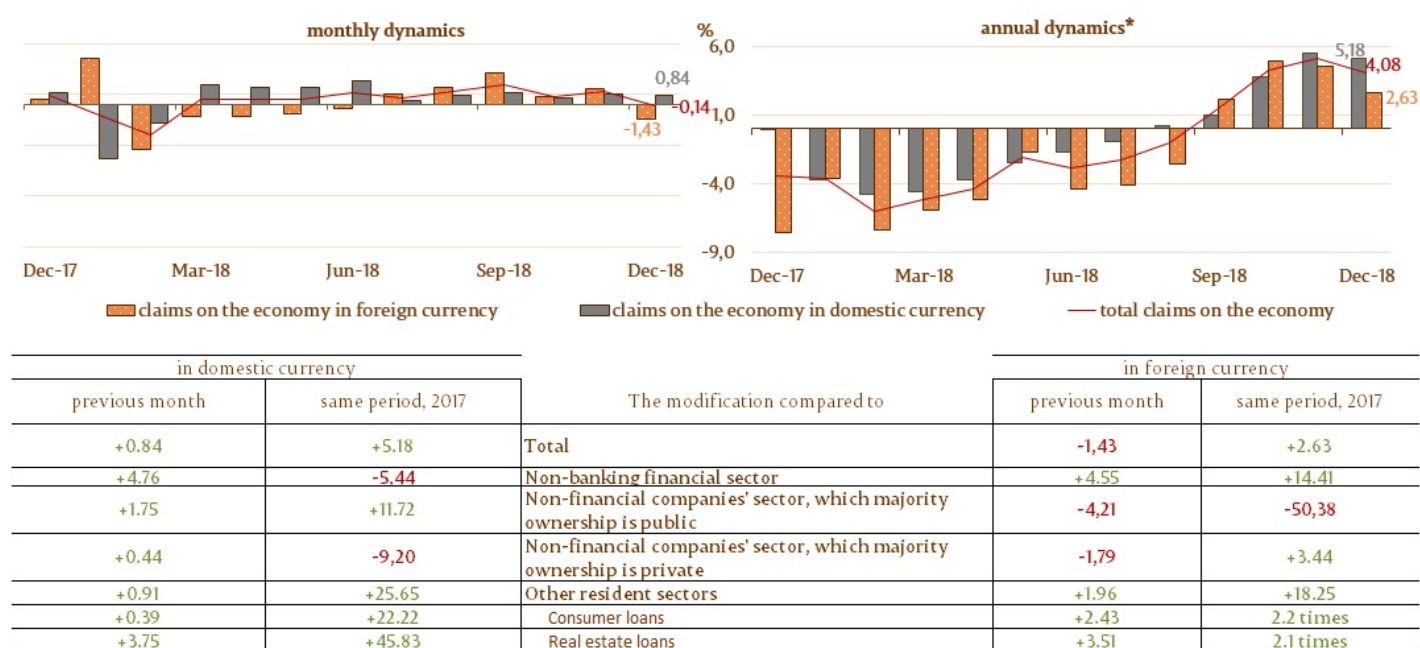 monthly dynamics
0,84
-0,14
-1,43
Dec-17 Mar-18 Jun-18 Sep-18 Dec-18
% annual dynamics*
6,0
1,0
-4,0
-9,0
5,18
4,08
2,63
Dec-17 Mar-18 Jun-18 Sep-18 Dec-18
claims on the economy in foreign currency claims on the economy in domestic currency total claims on the economy
in domestic currency in foreign currency
previous month same period, 2017 The modification compared to previous month same period, 2017
+0.84 +5.18 Total -1,43 +2.63
+4.76 -5,44 Non-banking financial sector +4.55 +14.41
+1.75 +11.72 Non-financial companies' sector, which majority
ownership is public -4,21 -50,38
+0.44 -9,20 Non-financial companies' sector, which majority
ownership is private -1,79 +3.44
+0.91 +25.65 Other resident sectors +1.96 +18.25
+0.39 +22.22 Consumer loans +2.43 2.2 times
+3.75 +45.83 Real estate loans +3.51 2.1 times